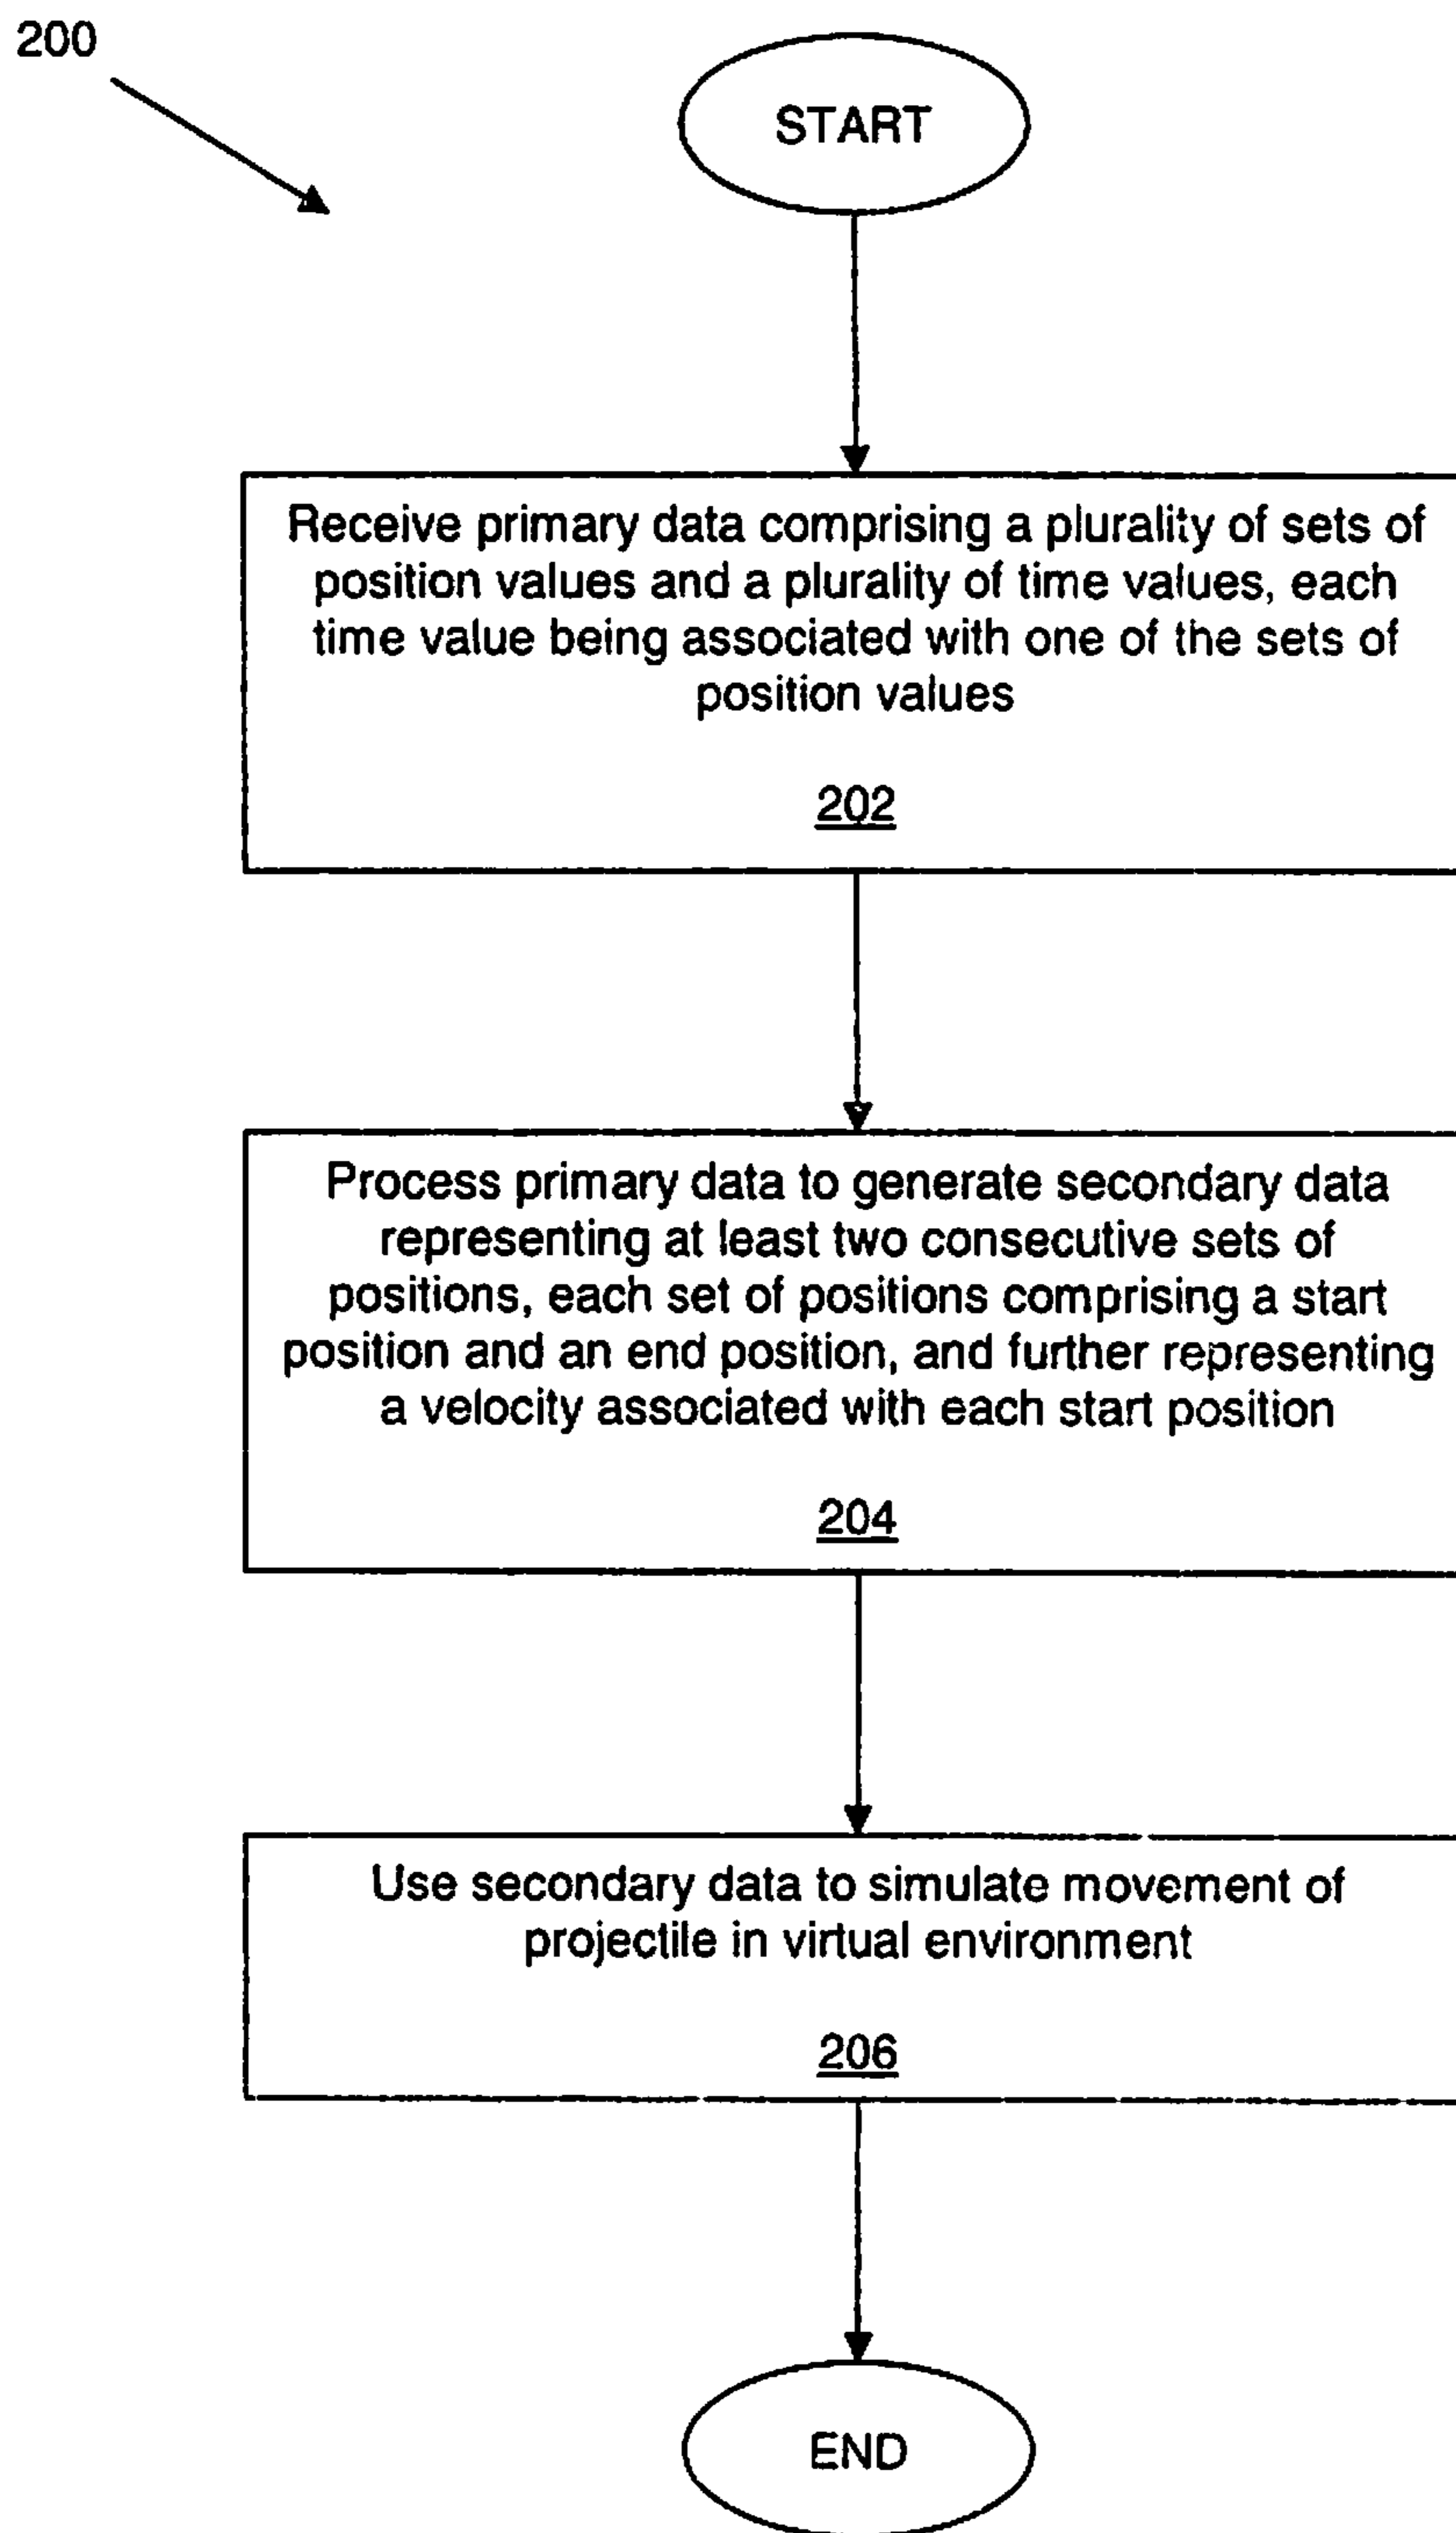 200
START
Receive primary data comprising a plurality of sets of
position values and a plurality of time values, each
time value being associated with one of the sets of
position values
202
Process primary data to generate secondary data
representing at least two consecutive sets of
positions, each set of positions comprising a start
position and an end position, and further representing
a velocity associated with each start position
204
Use secondary data to simulate movement of
projectile in virtual environment
206
END